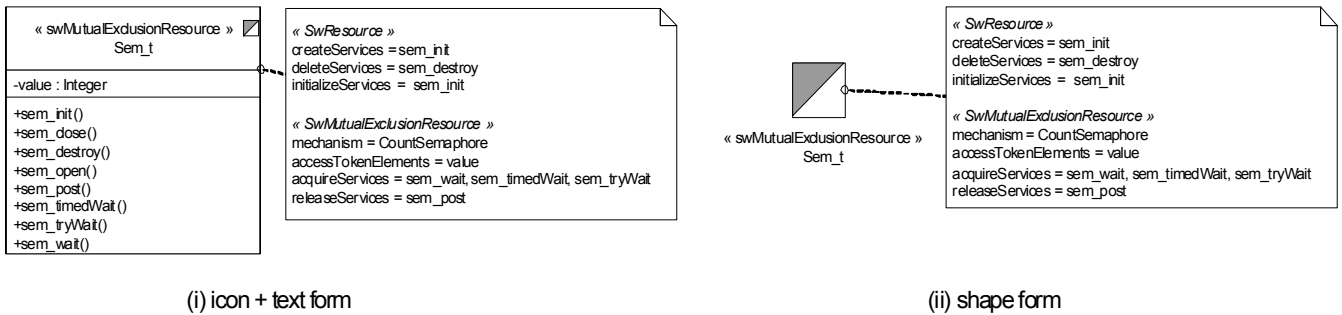 « swMutualExclusionResource »
Sem_t
-value : Integer
+sem_init()
+sem_close()
+sem_destroy()
+sem_open()
+sem_post()
+sem_timedWait()
+sem_tryWait()
+sem_wait()
« SwResource »
createServices = sem_init
deleteServices = sem_destroy
initializeServices = sem_init
« SwMutualExclusionResource »
mechanism = CountSemaphore
accessTokenElements = value
acquireServices = sem_wait, sem_timedWait, sem_tryWait
releaseServices = sem_post
(i) icon + text form
« swMutualExclusionResource »
Sem_t
« SwResource »
createServices = sem_init
deleteServices = sem_destroy
initializeServices = sem_init
« SwMutualExclusionResource »
mechanism = CountSemaphore
accessTokenElements = value
acquireServices = sem_wait, sem_timedWait, sem_tryWait
releaseServices = sem_post
(ii) shape form